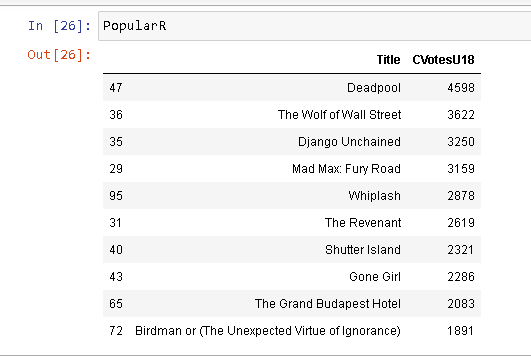 In [26]: PopularR
Out[26]:
Title CVotesU18
47 Deadpool 4598
36 The Wolf of Wall Street 3622
35 Django Unchained 3250
29 Mad Max: Fury Road 3159
95 Whiplash 2878
31 The Revenant 2619
40 Shutter Island 2321
43 Gone Girl 2286
65 The Grand Budapest Hotel 2083
72 Birdman or (The Unexpected Virtue of Ignorance) 1891